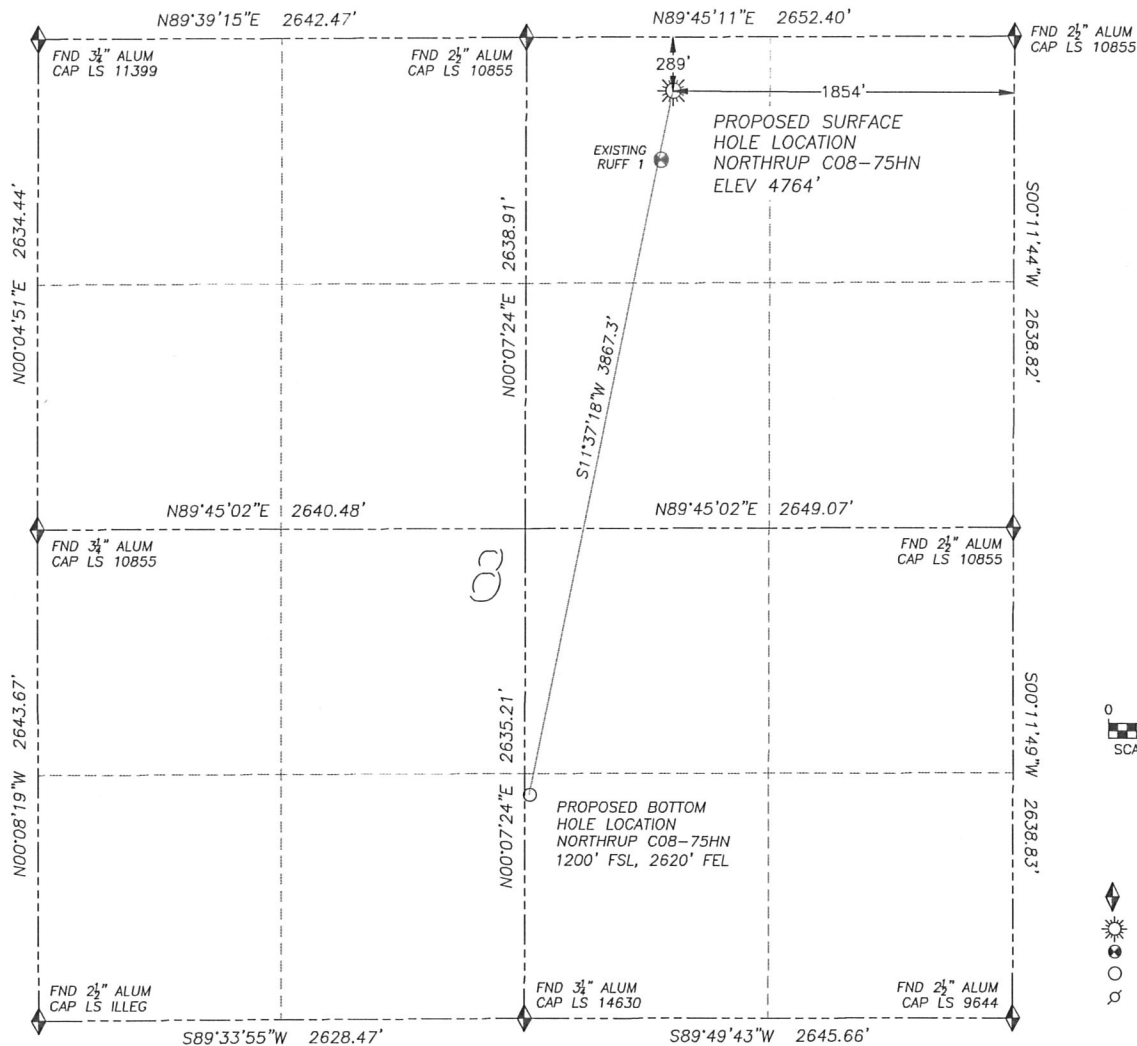 N89°39'15"E 2642.47'
N89°45'11"E 2652.40'
FND 3¼" ALUM
CAP LS 11399
FND 2½" ALUM
CAP LS 10855
FND 2½" ALUM
CAP LS 10855
289'
1854'
PROPOSED SURFACE
HOLE LOCATION
NORTHRUP C08-75HN
ELEV 4764'
EXISTING
RUFF 1
N00°04'51"E 2634.44'
N00°07'24"E 2638.91'
S00°11'44"W 2638.82'
S11°37'18"W 3867.3'
N89°45'02"E 2640.48'
N89°45'02"E 2649.07'
FND 3¼" ALUM
CAP LS 10855
FND 2½" ALUM
CAP LS 10855
8
N00°08'19"W 2643.67'
N00°07'24"E 2635.21'
S00°11'49"W 2638.83'
0
SCA
PROPOSED BOTTOM
HOLE LOCATION
NORTHRUP C08-75HN
1200' FSL, 2620' FEL
FND 2½" ALUM
CAP LS ILLEG
FND 3¼" ALUM
CAP LS 14630
FND 2½" ALUM
CAP LS 9644
S89°33'55"W 2628.47'
S89°49'43"W 2645.66'